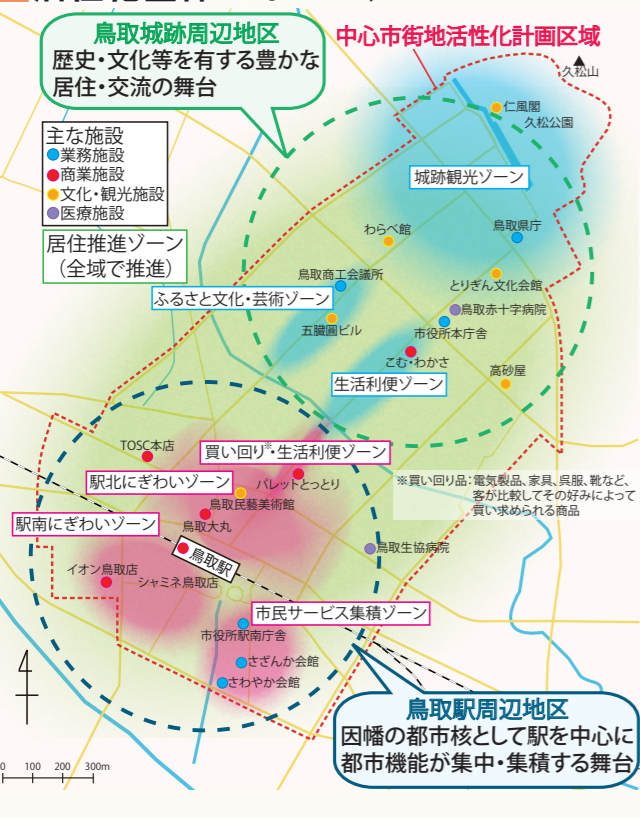 鳥取城跡周辺地区
歴史・文化等を有する豊かな
居住・交流の舞台
中心市街地活性化計画区域
久松山
仁風閣
久松公園
主な施設
業務施設
商業施設
文化・観光施設
医療施設
居住推進ゾーン
（全域で推進）
城跡観光ゾーン
わらべ館
鳥取県庁
鳥取商工会議所
とりぎん文化会館
ふるさと文化・芸術ゾーン
鳥取赤十字病院
五臓圓ビル
市役所本庁舎
こむ・わかさ
高砂屋
生活利便ゾーン
TOSC本店
買い回り※・生活利便ゾーン
駅北にぎわいゾーン
パレットとっとり
※買い回り品：電気製品、家具、呉服、靴など、
客が比較してその好みによって
買い求められる商品
鳥取民藝美術館
駅南にぎわいゾーン
鳥取大丸
鳥取駅
鳥取生協病院
イオン鳥取店
シャミネ鳥取店
市民サービス集積ゾーン
市役所駅南庁舎
さざんか会館
さわやか会館
鳥取駅周辺地区
因幡の都市核として駅を中心に
都市機能が集中・集積する舞台
0 100 200 300m